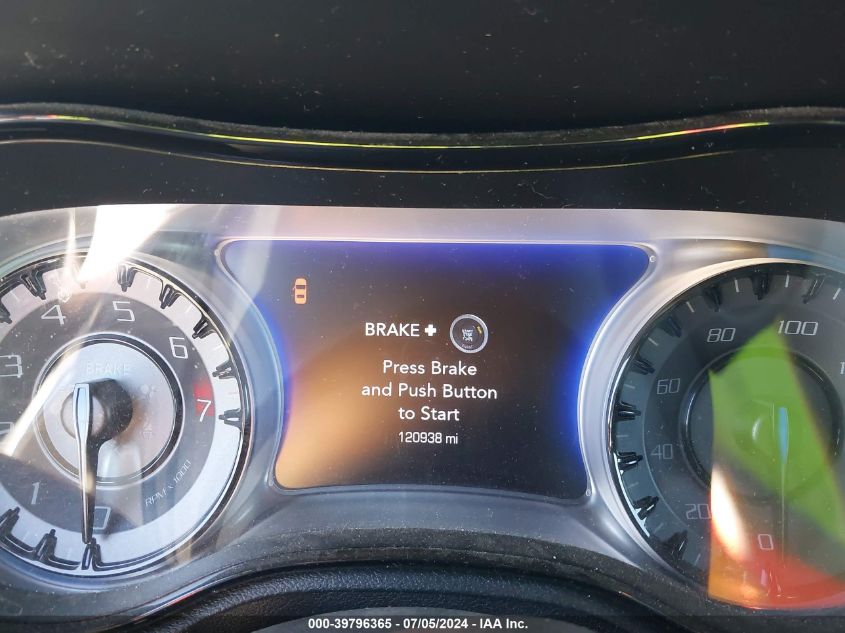 BRAKE +
Press Brake
and Push Button
to Start
120938 mi
1
3
4
5
6
7
0
BRAKE
RPM x 1000
0
20
40
60
80
100
000-39796365 - 07/05/2024 - IAA Inc.